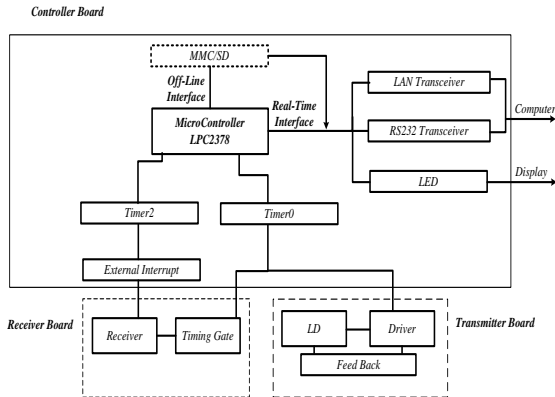 Controller Board
MMC/SD
Off-Line
Interface
Real-Time
Interface
MicroController
LPC2378
LAN Transceiver
Computer
RS232 Transceiver
Display
LED
Timer2
Timer0
External Interrupt
Receiver Board
Receiver
Timing Gate
LD
Driver
Transmitter Board
Feed Back